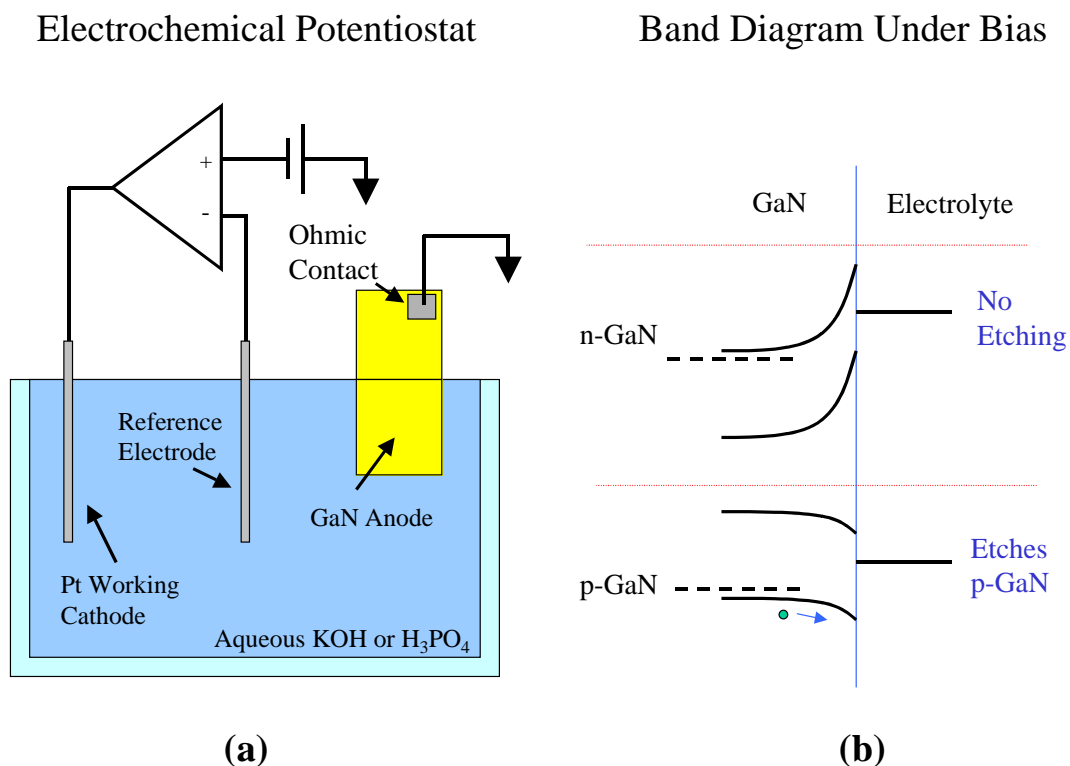 Electrochemical Potentiostat
Band Diagram Under Bias
+
-
Ohmic
Contact
Reference
Electrode
GaN Anode
Pt Working
Cathode
Aqueous KOH or H₃PO₄
(a)
GaN
Electrolyte
n-GaN
No
Etching
p-GaN
Etches
p-GaN
(b)